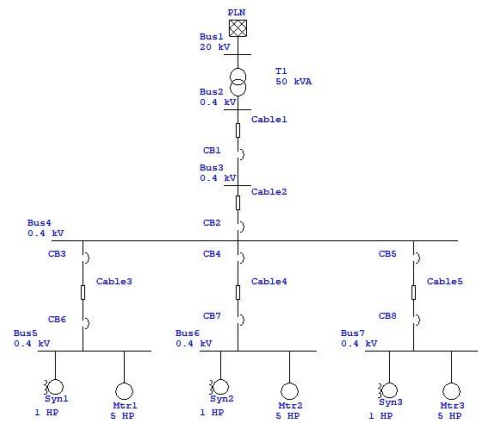 PLN
Bus1
20 kV
T1
50 kVA
Bus2
0.4 kV
Cable1
CB1
Bus3
0.4 kV
Cable2
CB2
Bus4
0.4 kV
CB3
CB4
CB5
Cable3
Cable4
Cable5
CB6
CB7
CB8
Bus5
0.4 kV
Bus6
0.4 kV
Bus7
0.4 kV
Syn1
1 HP
Mtr1
5 HP
Syn2
1 HP
Mtr2
5 HP
Syn3
1 HP
Mtr3
5 HP